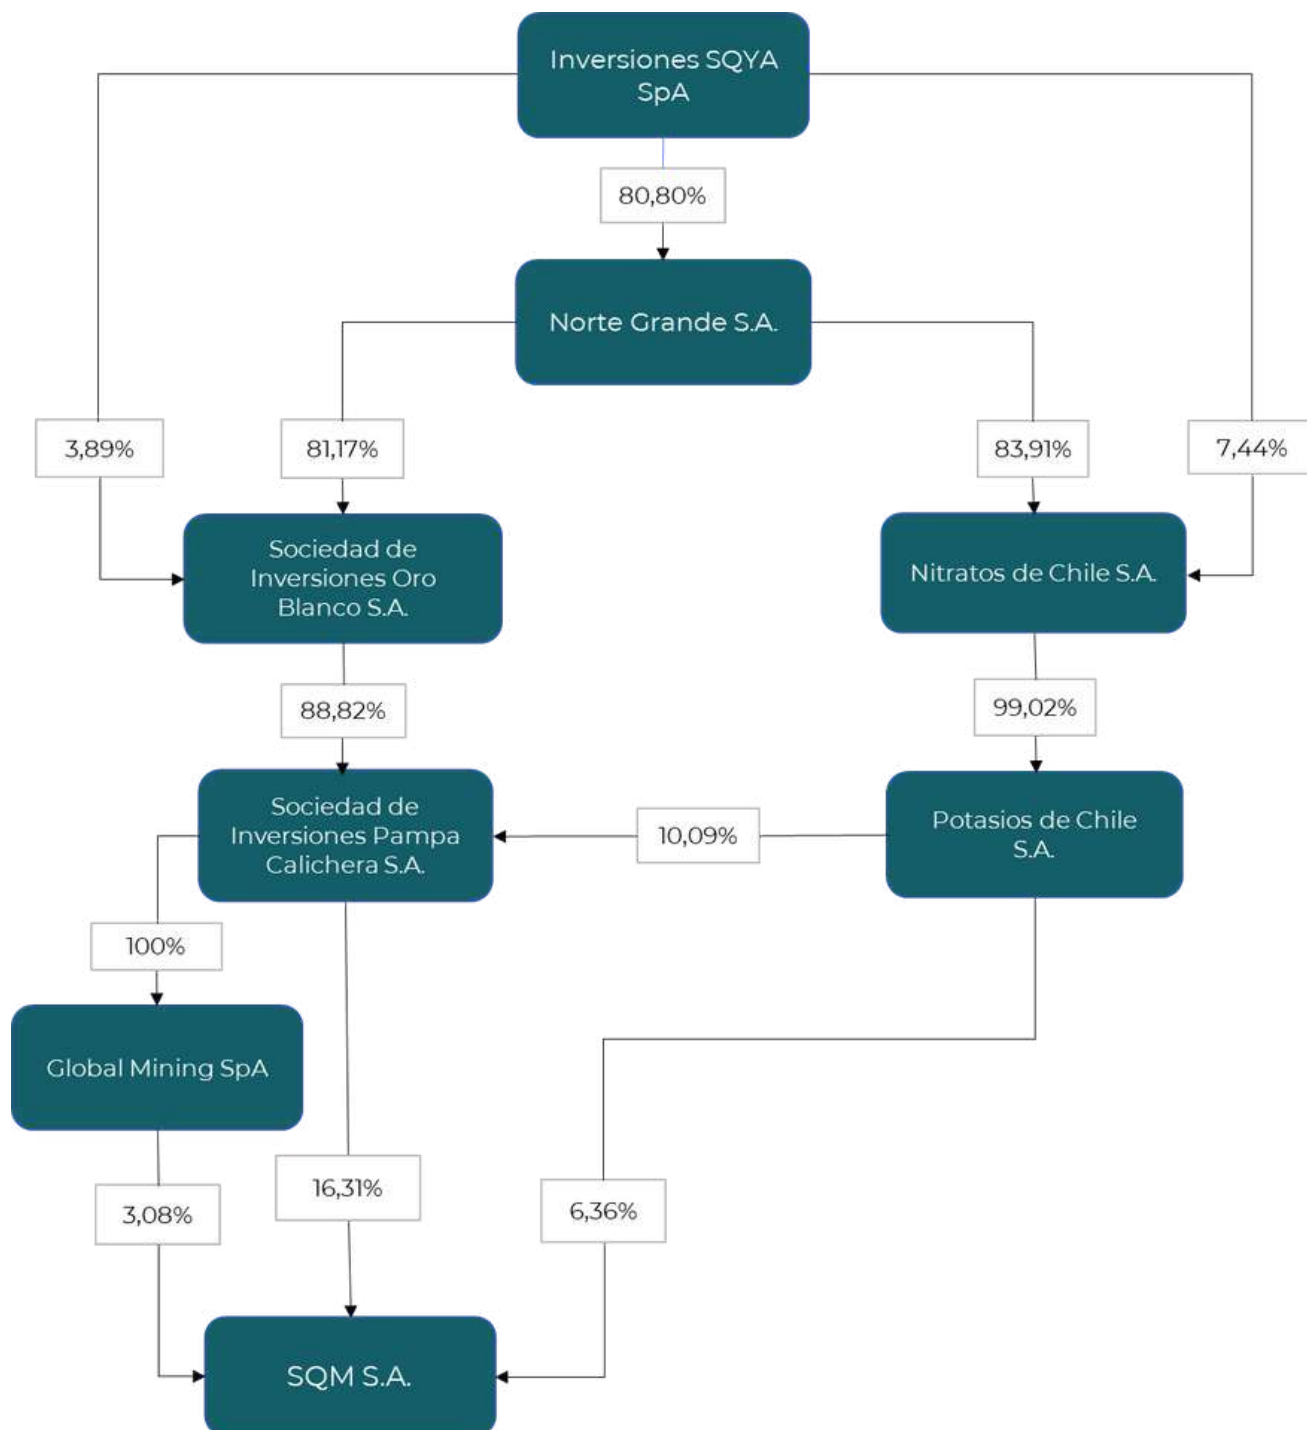 Inversiones SQYA
SpA
80,80%
Norte Grande S.A.
3,89%
81,17%
83,91%
7,44%
Sociedad de
Inversiones Oro
Blanco S.A.
Nitratos de Chile S.A.
88,82%
99,02%
Sociedad de
Inversiones Pampa
Calichera S.A.
10,09%
Potasios de Chile
S.A.
100%
Global Mining SpA
3,08%
16,31%
6,36%
SQM S.A.